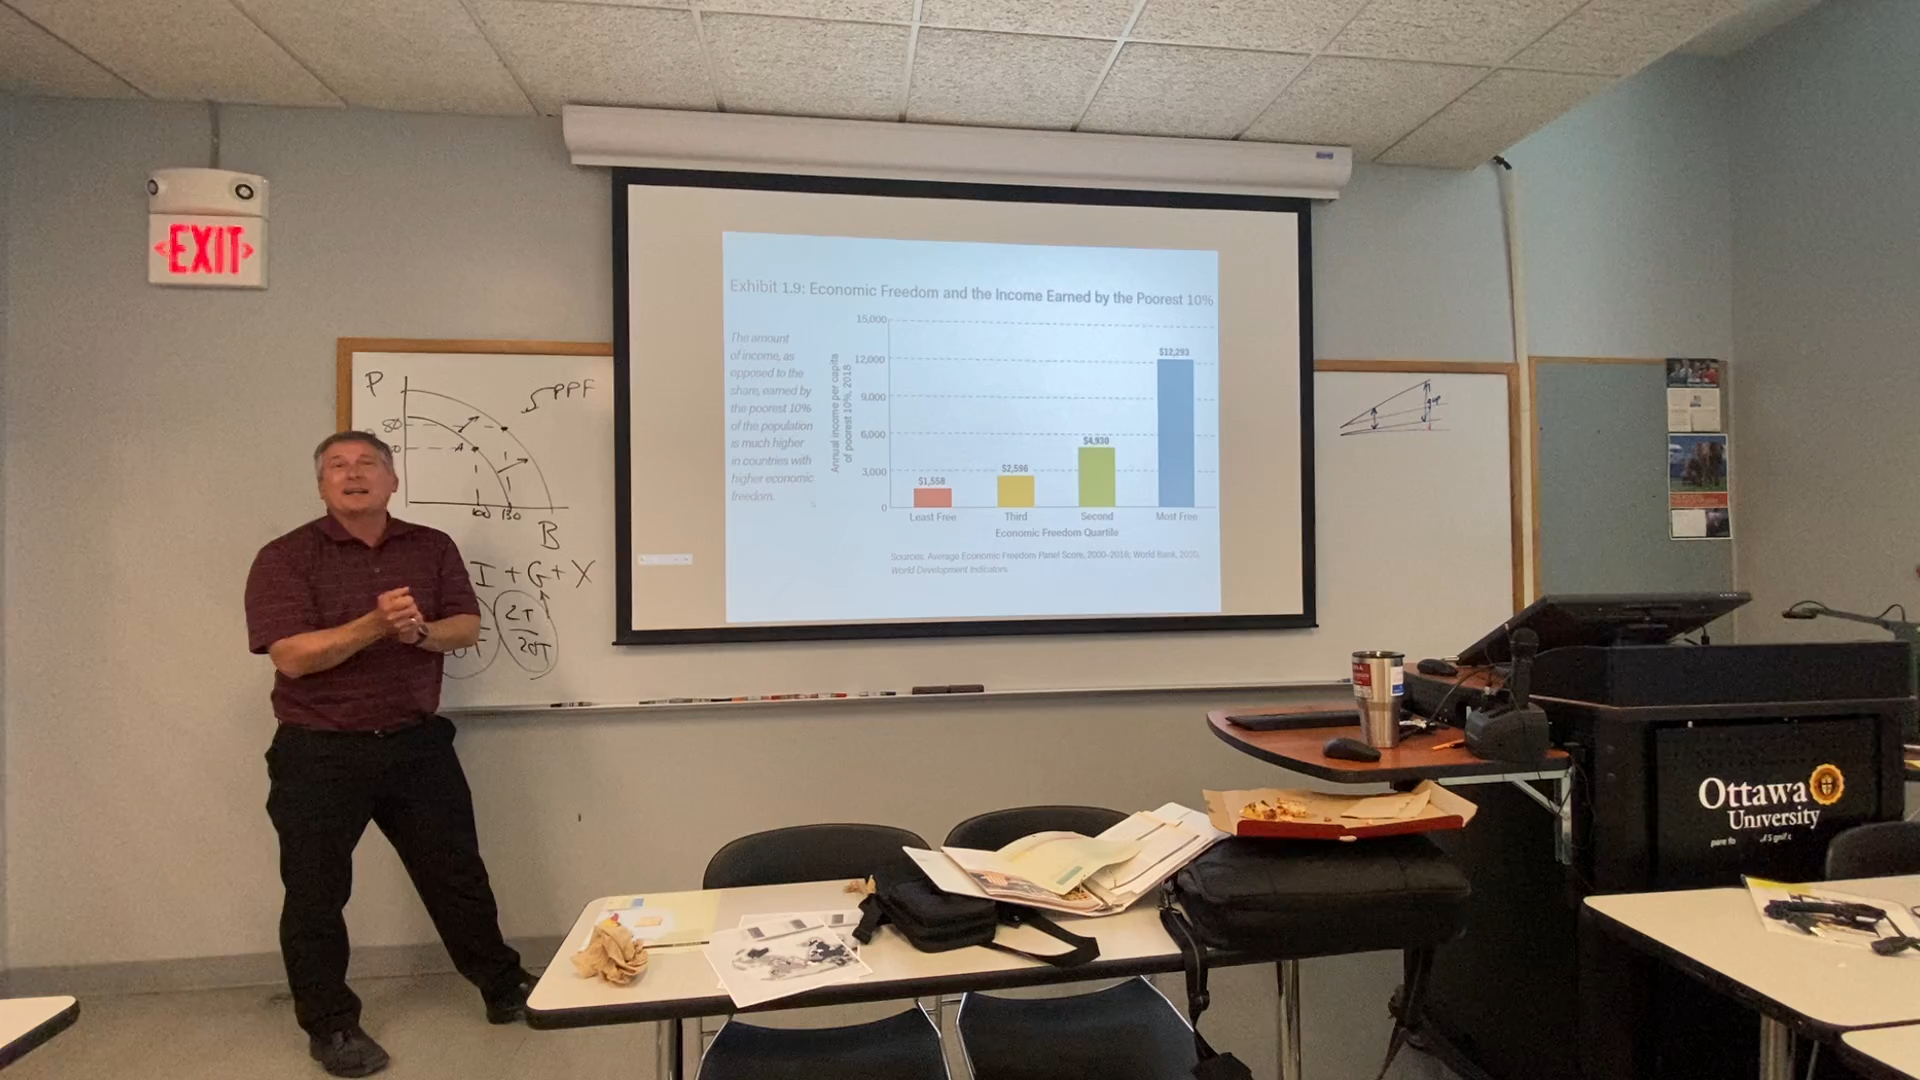 EXIT
P
PPF
80
A
100 130
B
I + G + X
2T
20T
Exhibit 1.9: Economic Freedom and the Income Earned by the Poorest 10%
The amount
of income, as
opposed to the
share, earned by
the poorest 10%
of the population
is much higher
in countries with
higher economic
freedom.
Annual income per capita
of poorest 10%, 2018
15,000
12,000
9,000
6,000
3,000
0
$1,558
$2,596
$4,930
$12,293
Least Free Third Second Most Free
Economic Freedom Quartile
Sources: Average Economic Freedom Panel Score, 2000–2018; World Bank, 2020,
World Development Indicators.
gap
Ottawa
University